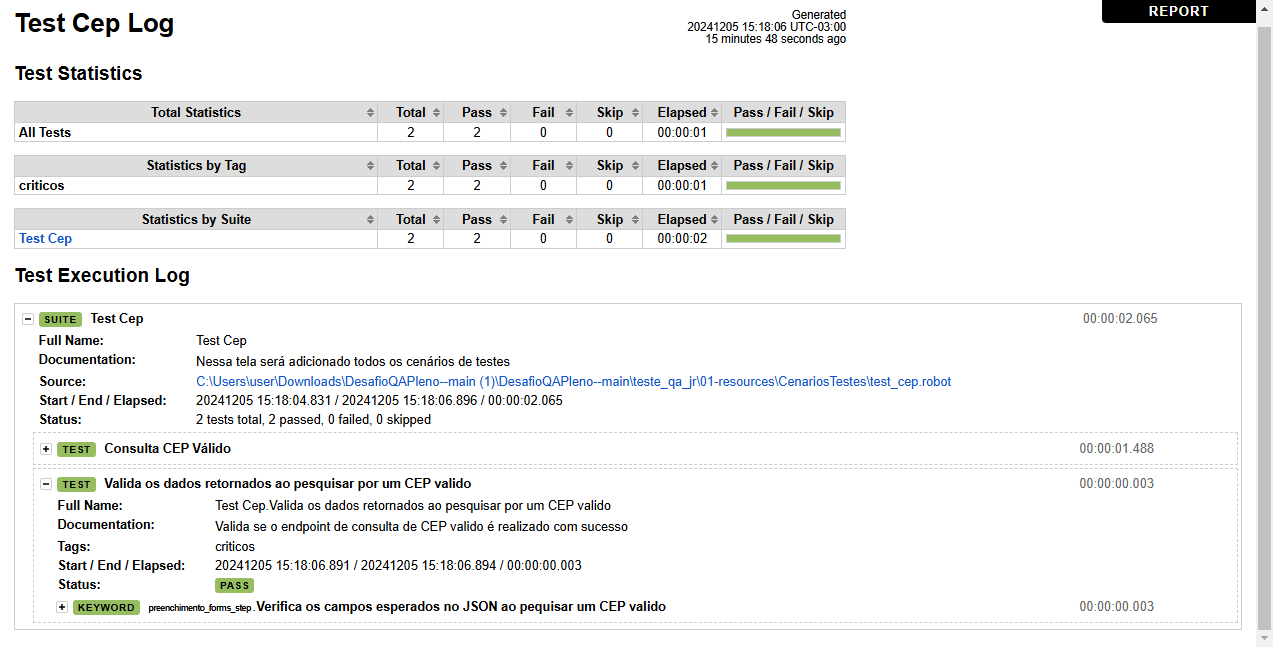 Test Cep Log
Generated
20241205 15:18:06 UTC-03:00
15 minutes 48 seconds ago
REPORT
Test Statistics
Total Statistics Total Pass Fail Skip Elapsed Pass / Fail / Skip
All Tests 2 2 0 0 00:00:01
Statistics by Tag Total Pass Fail Skip Elapsed Pass / Fail / Skip
criticos 2 2 0 0 00:00:01
Statistics by Suite Total Pass Fail Skip Elapsed Pass / Fail / Skip
Test Cep 2 2 0 0 00:00:02
Test Execution Log
SUITE Test Cep 00:00:02.065
Full Name: Test Cep
Documentation: Nessa tela será adicionado todos os cenários de testes
Source: C:\Users\user\Downloads\DesafioQAPleno--main (1)\DesafioQAPleno--main\teste_qa_jr\01-resources\CenariosTestes\test_cep.robot
Start / End / Elapsed: 20241205 15:18:04.831 / 20241205 15:18:06.896 / 00:00:02.065
Status: 2 tests total, 2 passed, 0 failed, 0 skipped
TEST Consulta CEP Válido 00:00:01.488
TEST Valida os dados retornados ao pesquisar por um CEP valido 00:00:00.003
Full Name: Test Cep.Valida os dados retornados ao pesquisar por um CEP valido
Documentation: Valida se o endpoint de consulta de CEP valido é realizado com sucesso
Tags: criticos
Start / End / Elapsed: 20241205 15:18:06.891 / 20241205 15:18:06.894 / 00:00:00.003
Status: PASS
KEYWORD preenchimento_forms_step.Verifica os campos esperados no JSON ao pequisar um CEP valido 00:00:00.003